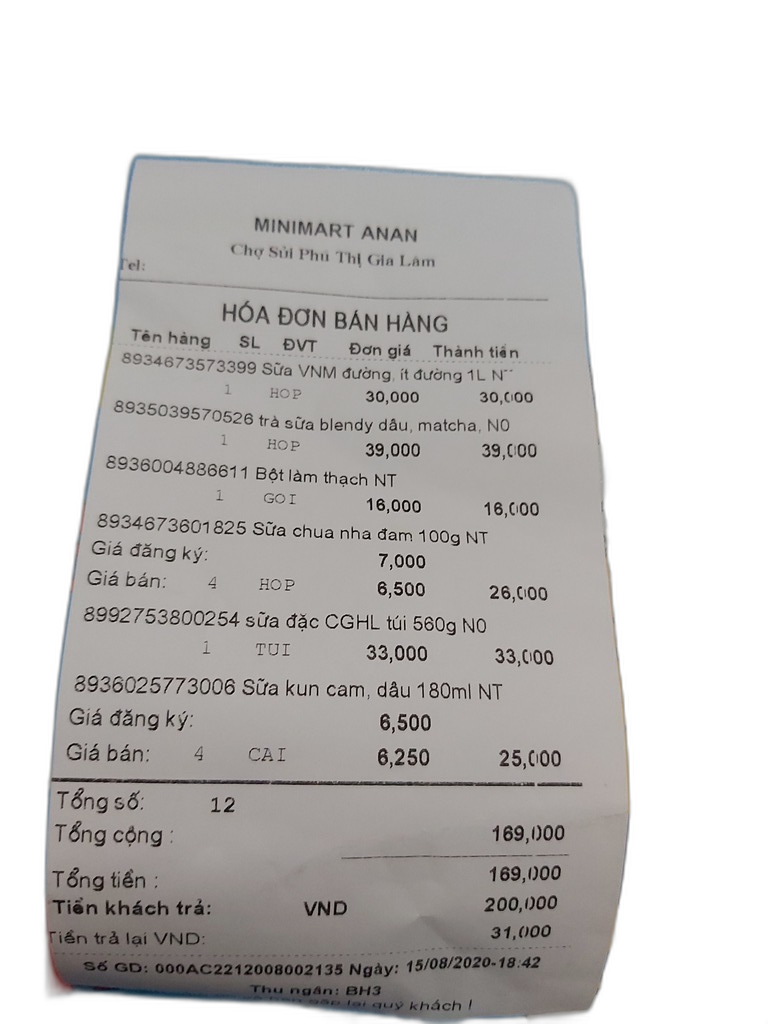 MINIMART ANAN
Chợ Sủi Phú Thị Gia Lâm
Tel:
HÓA ĐƠN BÁN HÀNG
Tên hàng SL ĐVT Đơn giá Thành tiền
8934673573399 Sữa VNM đường, ít đường 1L
1 HOP 30,000 30,000
8935039570526 trà sữa blendy dâu, matcha, N0
1 HOP 39,000 39,000
8936004886611 Bột làm thạch NT
1 GOI 16,000 16,000
8934673601825 Sữa chua nha đam 100g NT
Giá đăng ký: 7,000
Giá bán: 4 HOP 6,500 26,000
8992753800254 sữa đặc CGHL túi 560g N0
1 TUI 33,000 33,000
8936025773006 Sữa kun cam, dâu 180ml NT
Giá đăng ký: 6,500
Giá bán: 4 CAI 6,250 25,000
Tổng số: 12
Tổng cộng : 169,000
Tổng tiền : 169,000
Tiền khách trả: VND 200,000
Tiền trả lại VND: 31,000
Số GD: 000AC2212008002135 Ngày: 15/08/2020-18:42
Thu ngân: BH3
lại quý khách !